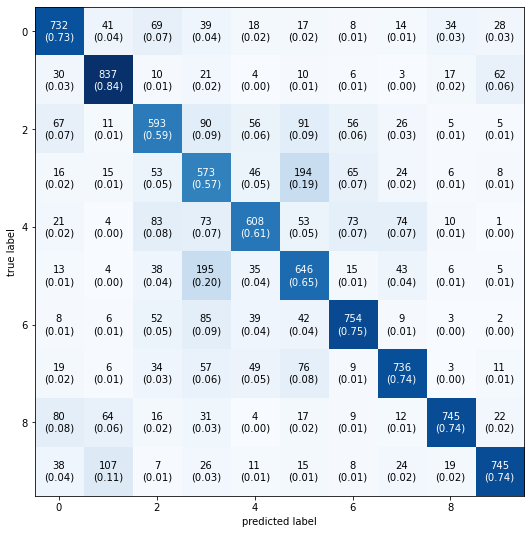 732 41 69 39 18 17 8 14 34 28
0 (0.73) (0.04) (0.07) (0.04) (0.02) (0.02) (0.01) (0.01) (0.03) (0.03)
30 837 10 21 4 10 6 3 17 62
(0.03) (0.84) (0.01) (0.02) (0.00) (0.01) (0.01) (0.00) (0.02) (0.06)
67 11 593 90 56 91 56 26 5 5
2 (0.07) (0.01) (0.59) (0.09) (0.06) (0.09) (0.06) (0.03) (0.01) (0.01)
16 15 53 573 46 194 65 24 6 8
(0.02) (0.01) (0.05) (0.57) (0.05) (0.19) (0.07) (0.02) (0.01) (0.01)
21 4 83 73 608 53 73 74 10 1
4 (0.02) (0.00) (0.08) (0.07) (0.61) (0.05) (0.07) (0.07) (0.01) (0.00)
true label
13 4 38 195 35 646 15 43 6 5
(0.01) (0.00) (0.04) (0.20) (0.04) (0.65) (0.01) (0.04) (0.01) (0.01)
8 6 52 85 39 42 754 9 3 2
6 (0.01) (0.01) (0.05) (0.09) (0.04) (0.04) (0.75) (0.01) (0.00) (0.00)
19 6 34 57 49 76 9 736 3 11
(0.02) (0.01) (0.03) (0.06) (0.05) (0.08) (0.01) (0.74) (0.00) (0.01)
80 64 16 31 4 17 9 12 745 22
8 (0.08) (0.06) (0.02) (0.03) (0.00) (0.02) (0.01) (0.01) (0.74) (0.02)
38 107 7 26 11 15 8 24 19 745
(0.04) (0.11) (0.01) (0.03) (0.01) (0.01) (0.01) (0.02) (0.02) (0.74)
0 2 4 6 8
predicted label